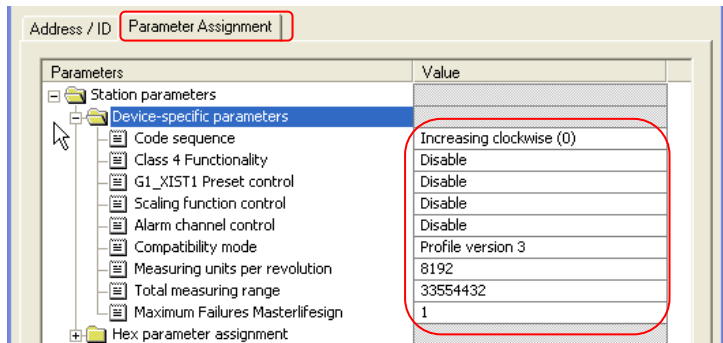 Address / ID Parameter Assignment
Parameters Value
Station parameters
Device-specific parameters
Code sequence Increasing clockwise (0)
Class 4 Functionality Disable
G1_XIST1 Preset control Disable
Scaling function control Disable
Alarm channel control Disable
Compatibility mode Profile version 3
Measuring units per revolution 8192
Total measuring range 33554432
Maximum Failures Masterlifesign 1
Hex parameter assignment